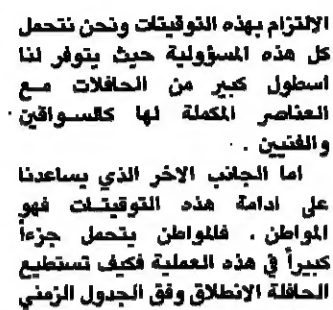 الالتزام بهذه التوقيتات ونحن نتحمل
كل هذه المسؤولية حيث يتوفر لنا
اسطول كبير من الحافلات مع
العناصر المكملة لها كالسواقين
والفنيين .
اما الجانب الاخر الذي يساعدنا
على ادامة هذه التوقيتات فهو
المواطن . فالمواطن يتحمل جزءاً
كبيراً في هذه العملية فكيف تستطيع
الحافلة الانطلاق وفق الجدول الزمني